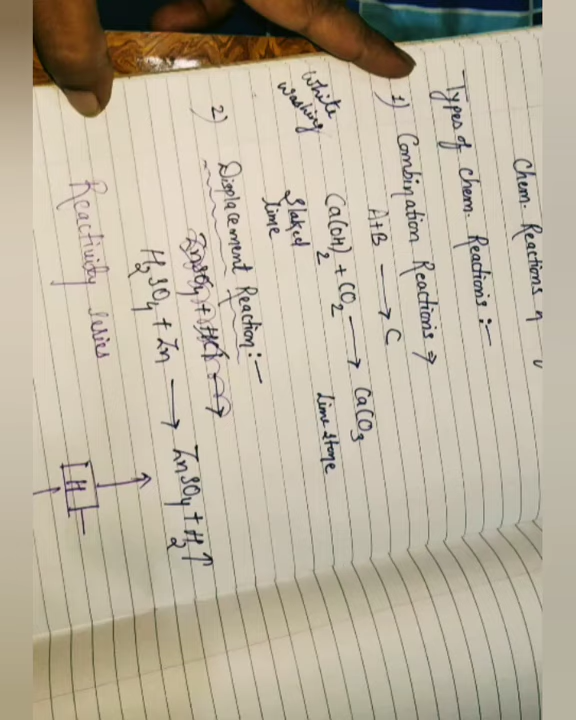 Chem. Reactions
Types of Chem. Reactions :-
1) Combination Reactions ⇒
A+B ⟶ C
White washing
Ca(OH)₂ + CO₂ ⟶ CaCO₃
Slaked lime
Lime stone
2) Displacement Reaction :-
H₂SO₄ + Zn ⟶ ZnSO₄ + H₂↑
Reactivity series
H